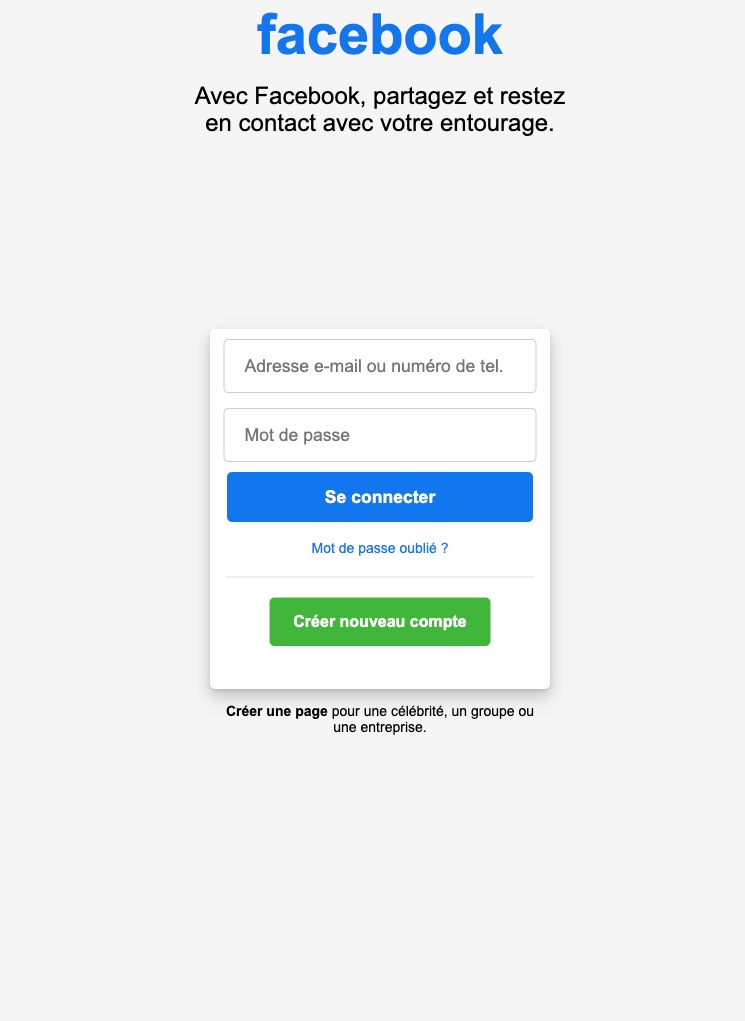 facebook
Avec Facebook, partagez et restez
en contact avec votre entourage.
Adresse e-mail ou numéro de tel.
Mot de passe
Se connecter
Mot de passe oublié ?
Créer nouveau compte
Créer une page pour une célébrité, un groupe ou
une entreprise.